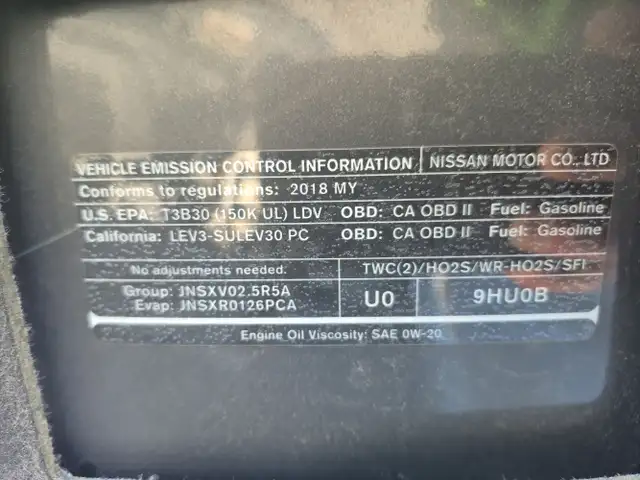 VEHICLE EMISSION CONTROL INFORMATION NISSAN MOTOR CO., LTD
Conforms to regulations: 2018 MY
U.S. EPA: T3B30 (150K UL) LDV OBD: CA OBD II Fuel: Gasoline
California: LEV3-SULEV30 PC OBD: CA OBD II Fuel: Gasoline
No adjustments needed. TWC(2)/HO2S/WR-HO2S/SFI
Group: JNSXV02.5R5A
Evap: JNSXR0126PCA
U0 9HU0B
Engine Oil Viscosity: SAE 0W-20